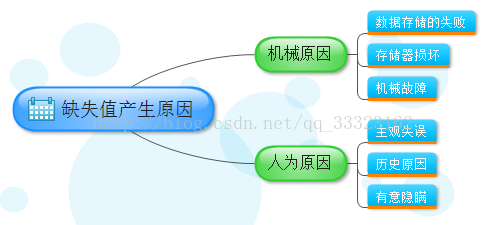 缺失值产生原因
机械原因
数据存储的失败
存储器损坏
机械故障
人为原因
主观失误
历史原因
有意隐瞒